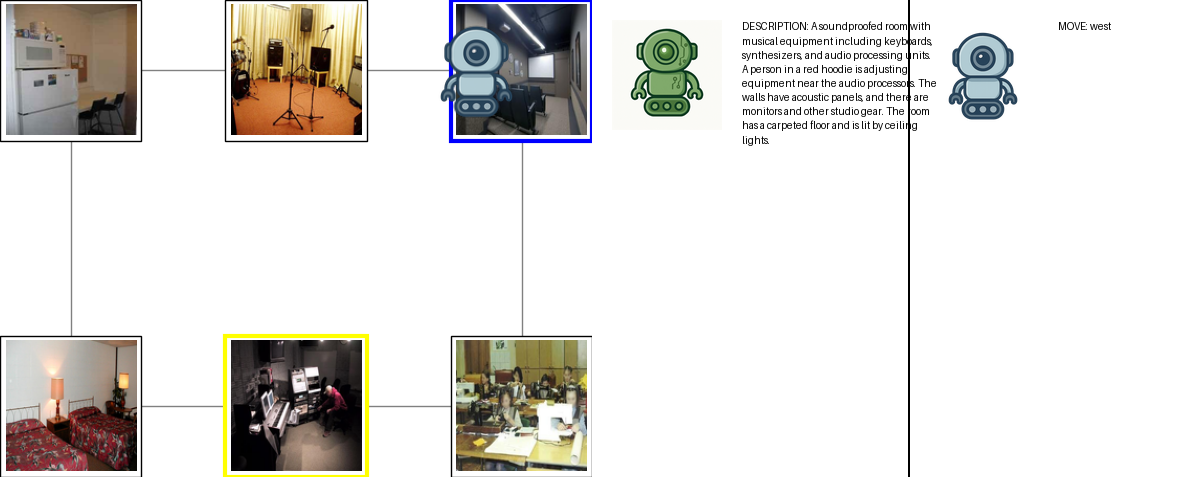 DESCRIPTION: A soundproofed room with
musical equipment including keyboards,
synthesizers, and audio processing units.
A person in a red hoodie is adjusting
equipment near the audio processors. The
walls have acoustic panels, and there are
monitors and other studio gear. The room
has a carpeted floor and is lit by ceiling
lights.
MOVE: west